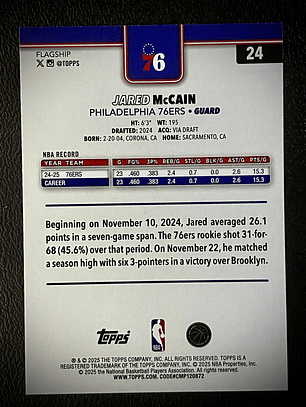 FLAGSHIP
@TOPPS
76
24
JARED McCAIN
PHILADELPHIA 76ERS • GUARD
HT: 6'3" WT: 195
DRAFTED: 2024 ACQ: VIA DRAFT
BORN: 2-20-04, CORONA, CA HOME: SACRAMENTO, CA
NBA RECORD
YEAR TEAM G FG% 3P% REB/G STL/G BLK/G AST/G PTS/G
24-25 76ERS 23 .460 .383 2.4 0.7 0.0 2.6 15.3
CAREER 23 .460 .383 2.4 0.7 0.0 2.6 15.3
Beginning on November 10, 2024, Jared averaged 26.1
points in a seven-game span. The 76ers rookie shot 31-for-
68 (45.6%) over that period. On November 22, he matched
a season high with six 3-pointers in a victory over Brooklyn.
Topps
NBA
® & © 2025 THE TOPPS COMPANY, INC. ALL RIGHTS RESERVED. TOPPS IS A
REGISTERED TRADEMARK OF THE TOPPS COMPANY, INC. © 2025 NBA Properties, Inc.
© 2025 the National Basketball Players Association. All rights reserved.
WWW.TOPPS.COM. CODE#CMP120872